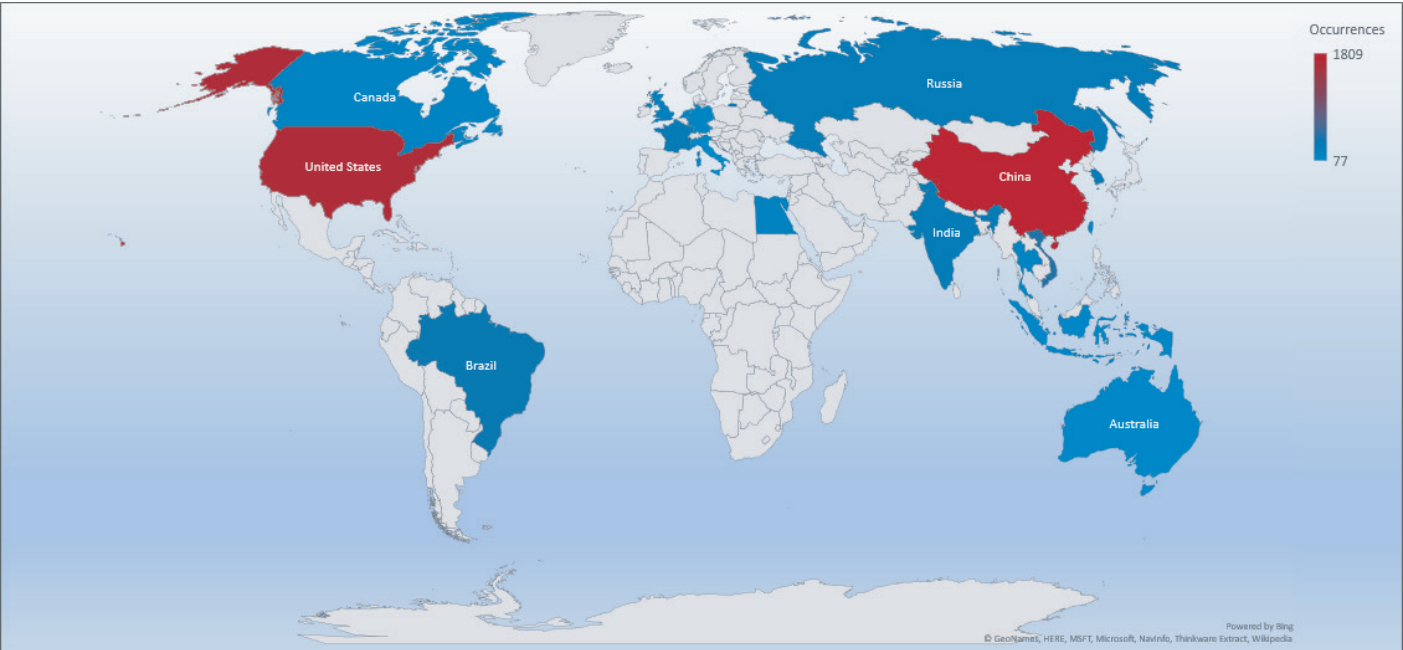 Occurrences
1809
77
Canada
Russia
United States
China
India
Brazil
Australia
Powered by Bing
© GeoNames, HERE, MSFT, Microsoft, NavInfo, Thinkware Extract, Wikipedia